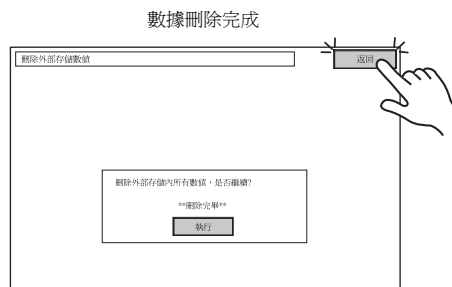 數據刪除完成
刪除外部存儲數值
返回
刪除外部存儲內所有數值，是否繼續?
**刪除完畢**
執行